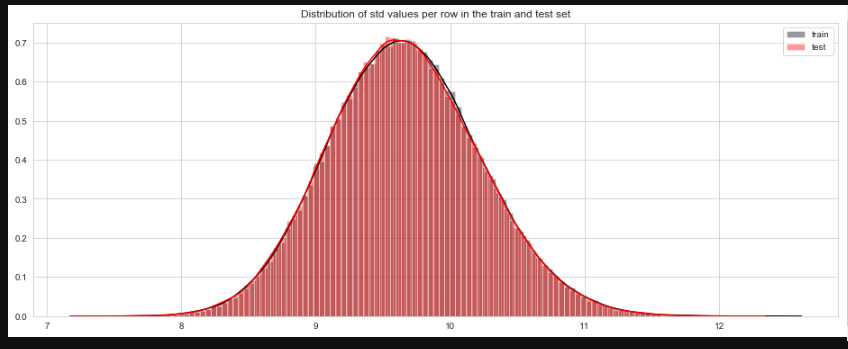 Distribution of std values per row in the train and test set
train
test
0.7
0.6
0.5
0.4
0.3
0.2
0.1
0.0
7 8 9 10 11 12